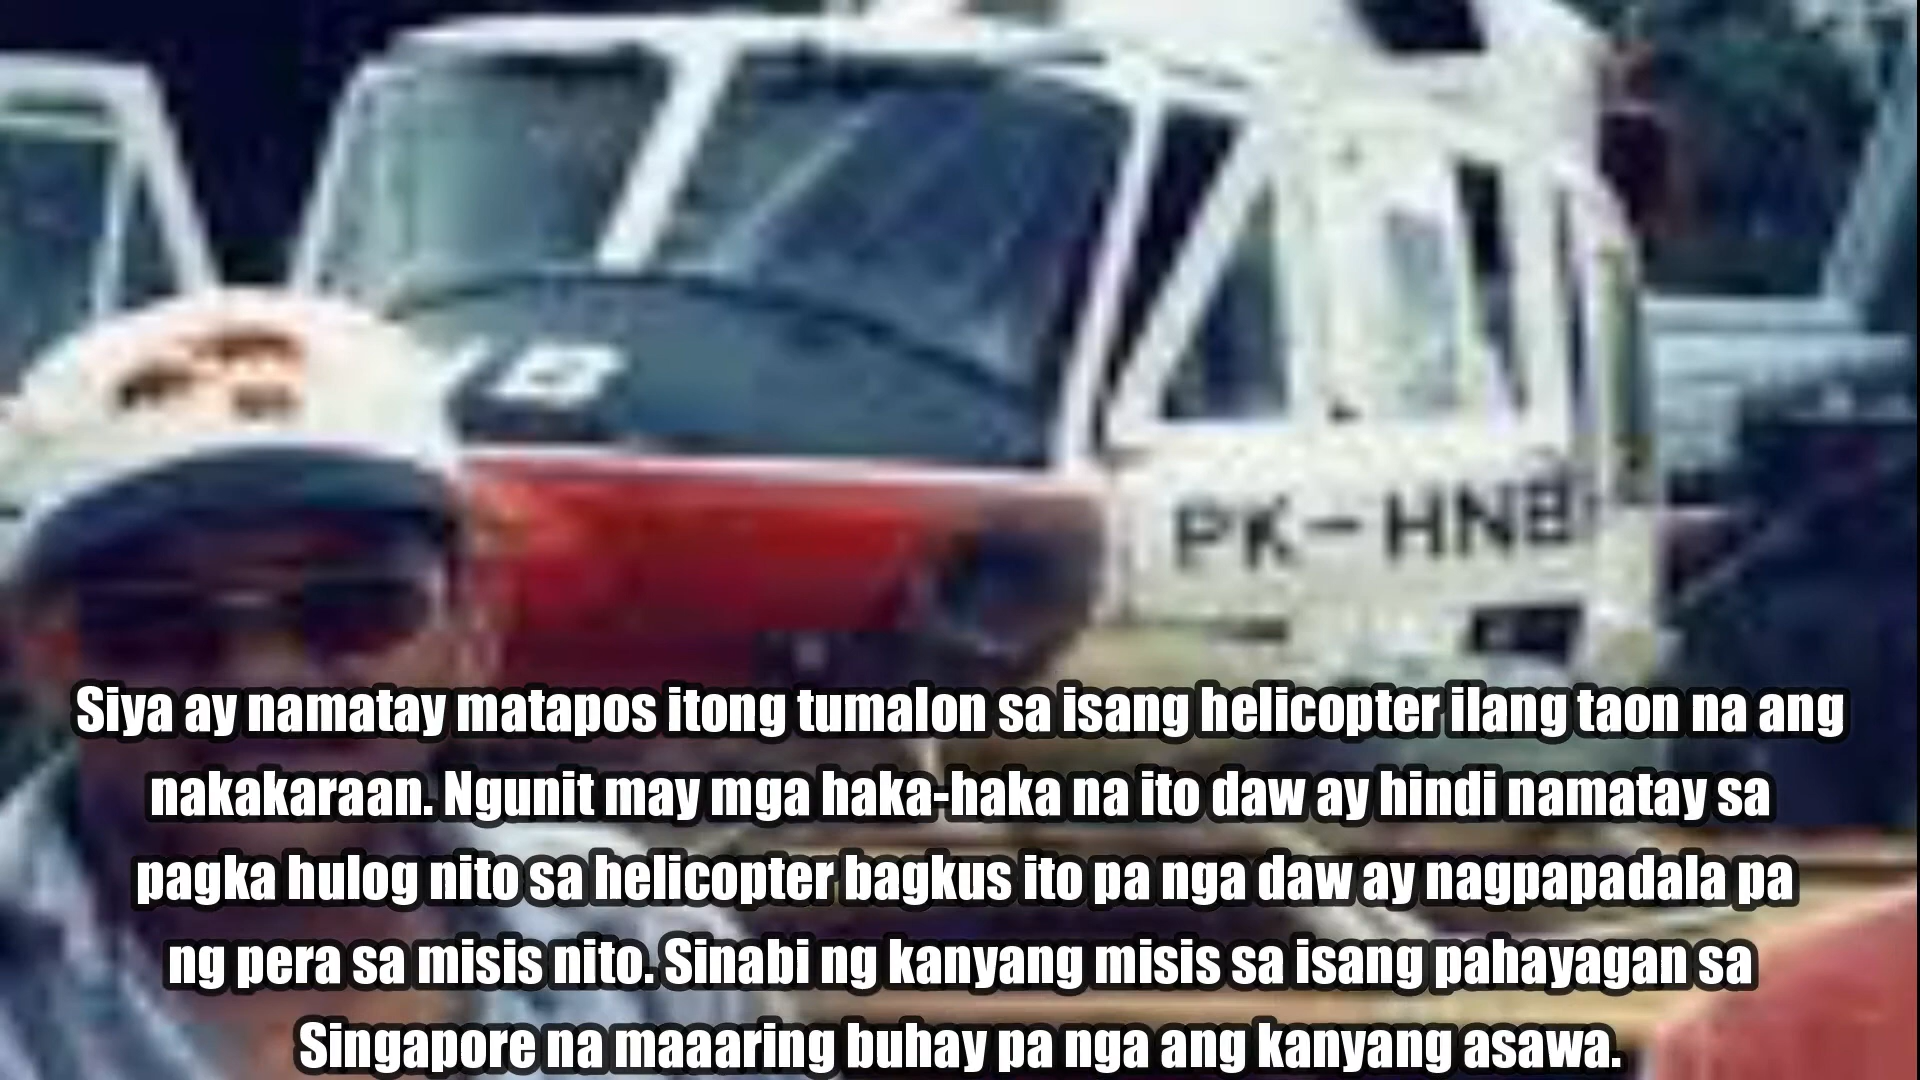 PK-HNB
Siya ay namatay matapos itong tumalon sa isang helicopter ilang taon na ang
nakakaraan. Ngunit may mga haka-haka na ito daw ay hindi namatay sa
pagka hulog nito sa helicopter bagkus ito pa nga daw ay nagpapadala pa
ng pera sa misis nito. Sinabi ng kanyang misis sa isang pahayagan sa
Singapore na maaaring buhay pa nga ang kanyang asawa.